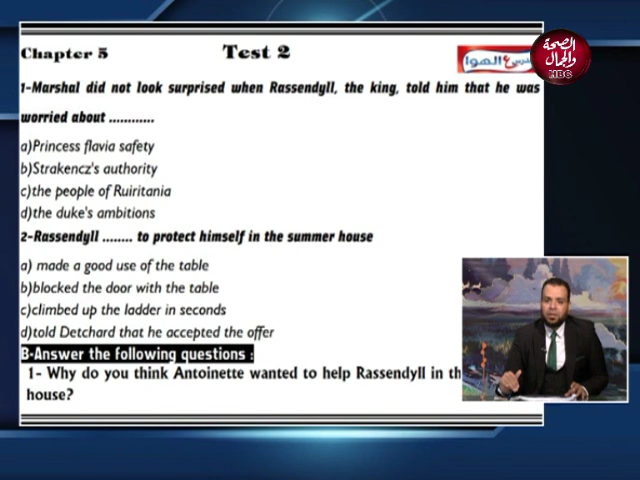 Chapter 5
Test 2
الهوا
الصحة
والجمال
HBC
1-Marshal did not look surprised when Rassendyll, the king, told him that he was
worried about ............
a)Princess flavia safety
b)Strakencz's authority
c)the people of Ruiritania
d)the duke's ambitions
2-Rassendyll ........ to protect himself in the summer house
a) made a good use of the table
b)blocked the door with the table
c)climbed up the ladder in seconds
d)told Detchard that he accepted the offer
B-Answer the following questions :
1- Why do you think Antoinette wanted to help Rassendyll in th
house?